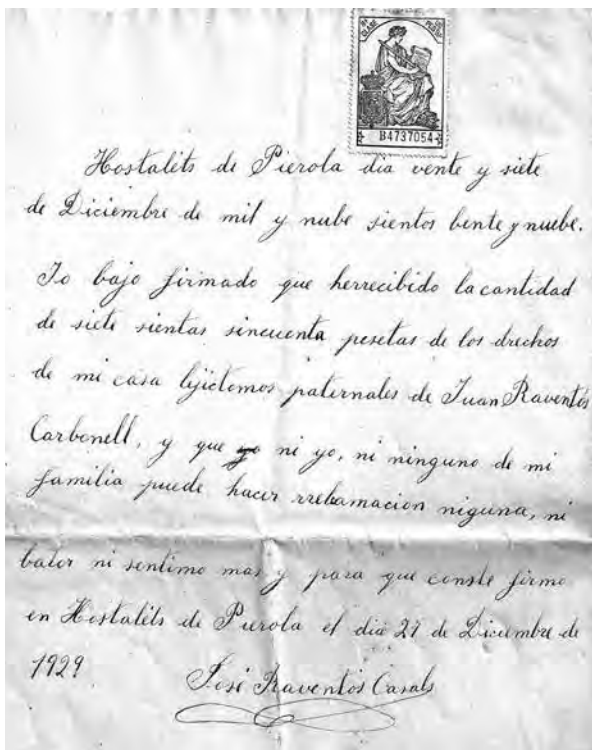 B4737054
Hostalets de Pierola dia vente y siete
de Diciembre de mil y nube sientos bente y nuebe.
Io bajo firmado que herrecibido la cantidad
de siete sientas sincuenta pesetas de los drechos
de mi casa lejictemos paternales de Juan Raventós
Carbonell, y que ni yo, ni ninguno de mi
familia puede hacer rreclamacion niguna, ni
balor ni sentimo mas y para que conste firmo
en Hostalets de Pierola el dia 27 de Diciembre de
1929
José Raventós Casals